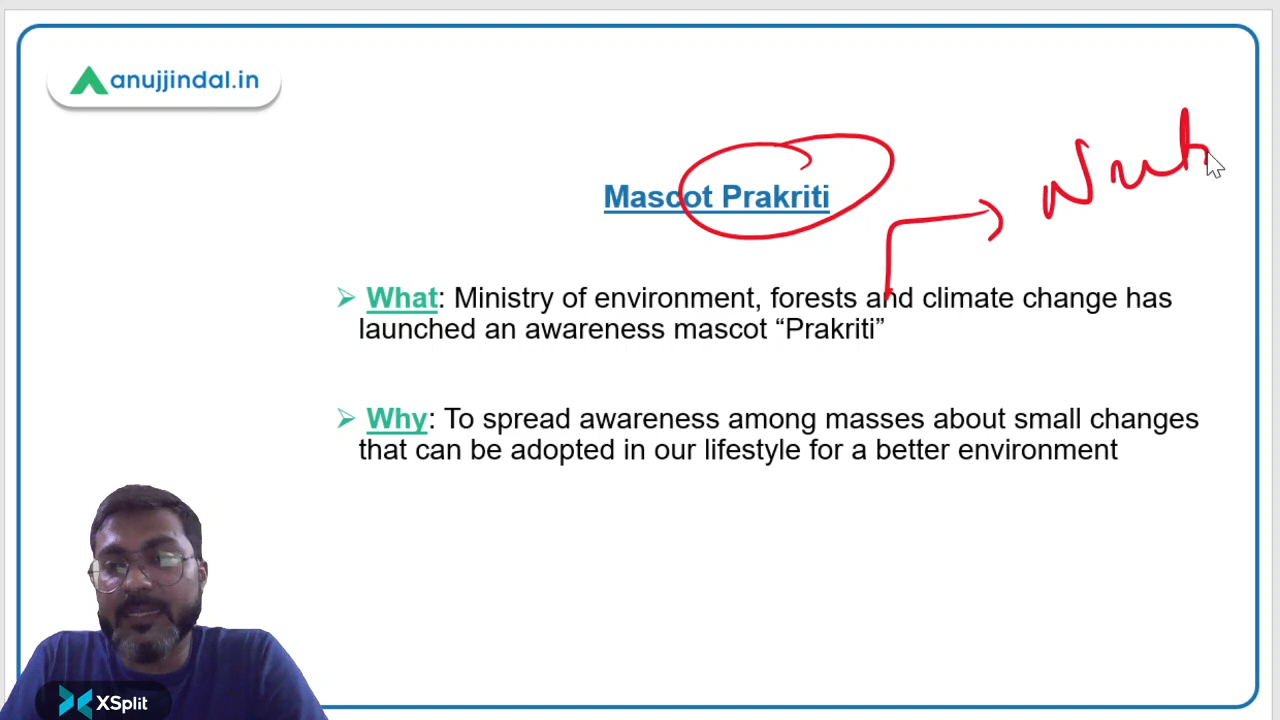 anujjindal.in
Mascot Prakriti
➢ What: Ministry of environment, forests and climate change has
launched an awareness mascot “Prakriti”
➢ Why: To spread awareness among masses about small changes
that can be adopted in our lifestyle for a better environment
XSplit